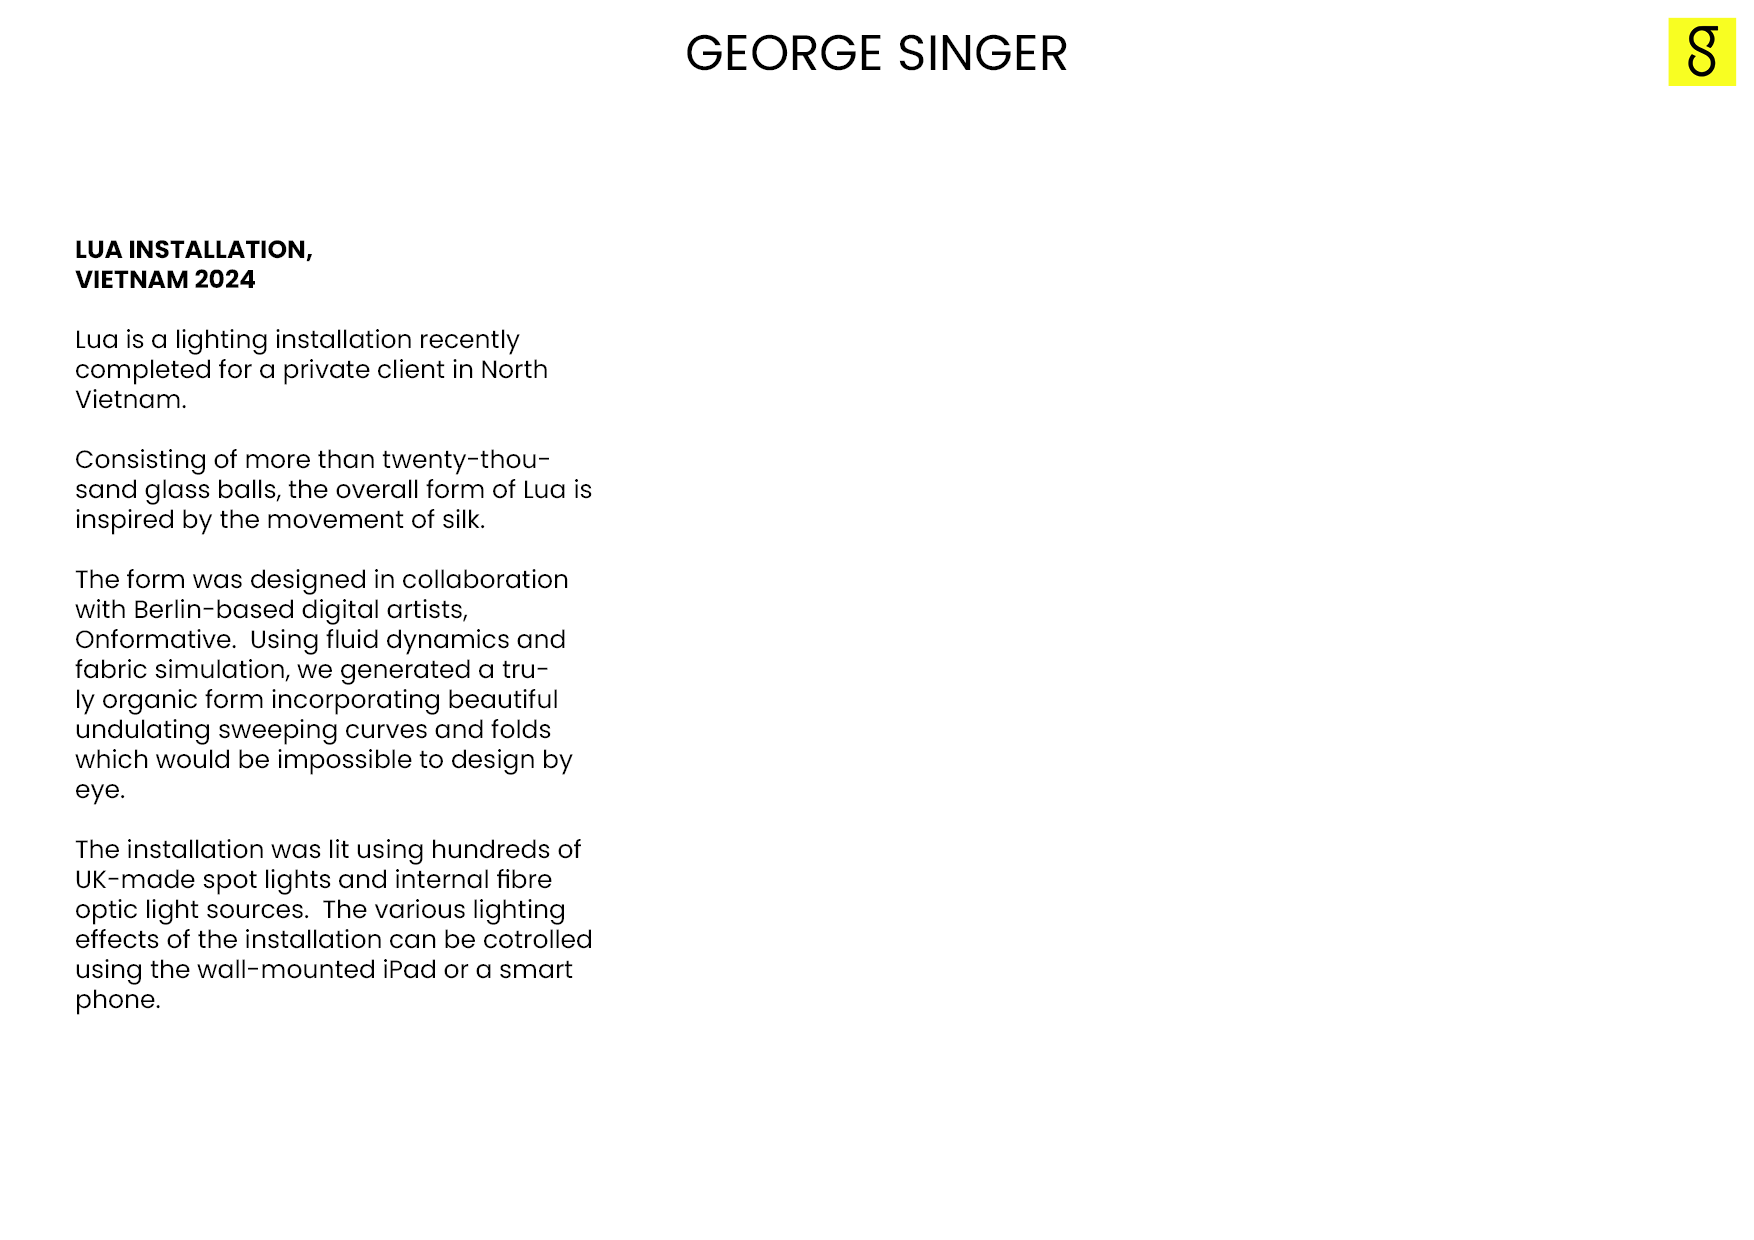 GEORGE SINGER
g
LUA INSTALLATION,
VIETNAM 2024
Lua is a lighting installation recently
completed for a private client in North
Vietnam.
Consisting of more than twenty-thou-
sand glass balls, the overall form of Lua is
inspired by the movement of silk.
The form was designed in collaboration
with Berlin-based digital artists,
Onformative.  Using fluid dynamics and
fabric simulation, we generated a tru-
ly organic form incorporating beautiful
undulating sweeping curves and folds
which would be impossible to design by
eye.
The installation was lit using hundreds of
UK-made spot lights and internal fibre
optic light sources.  The various lighting
effects of the installation can be cotrolled
using the wall-mounted iPad or a smart
phone.